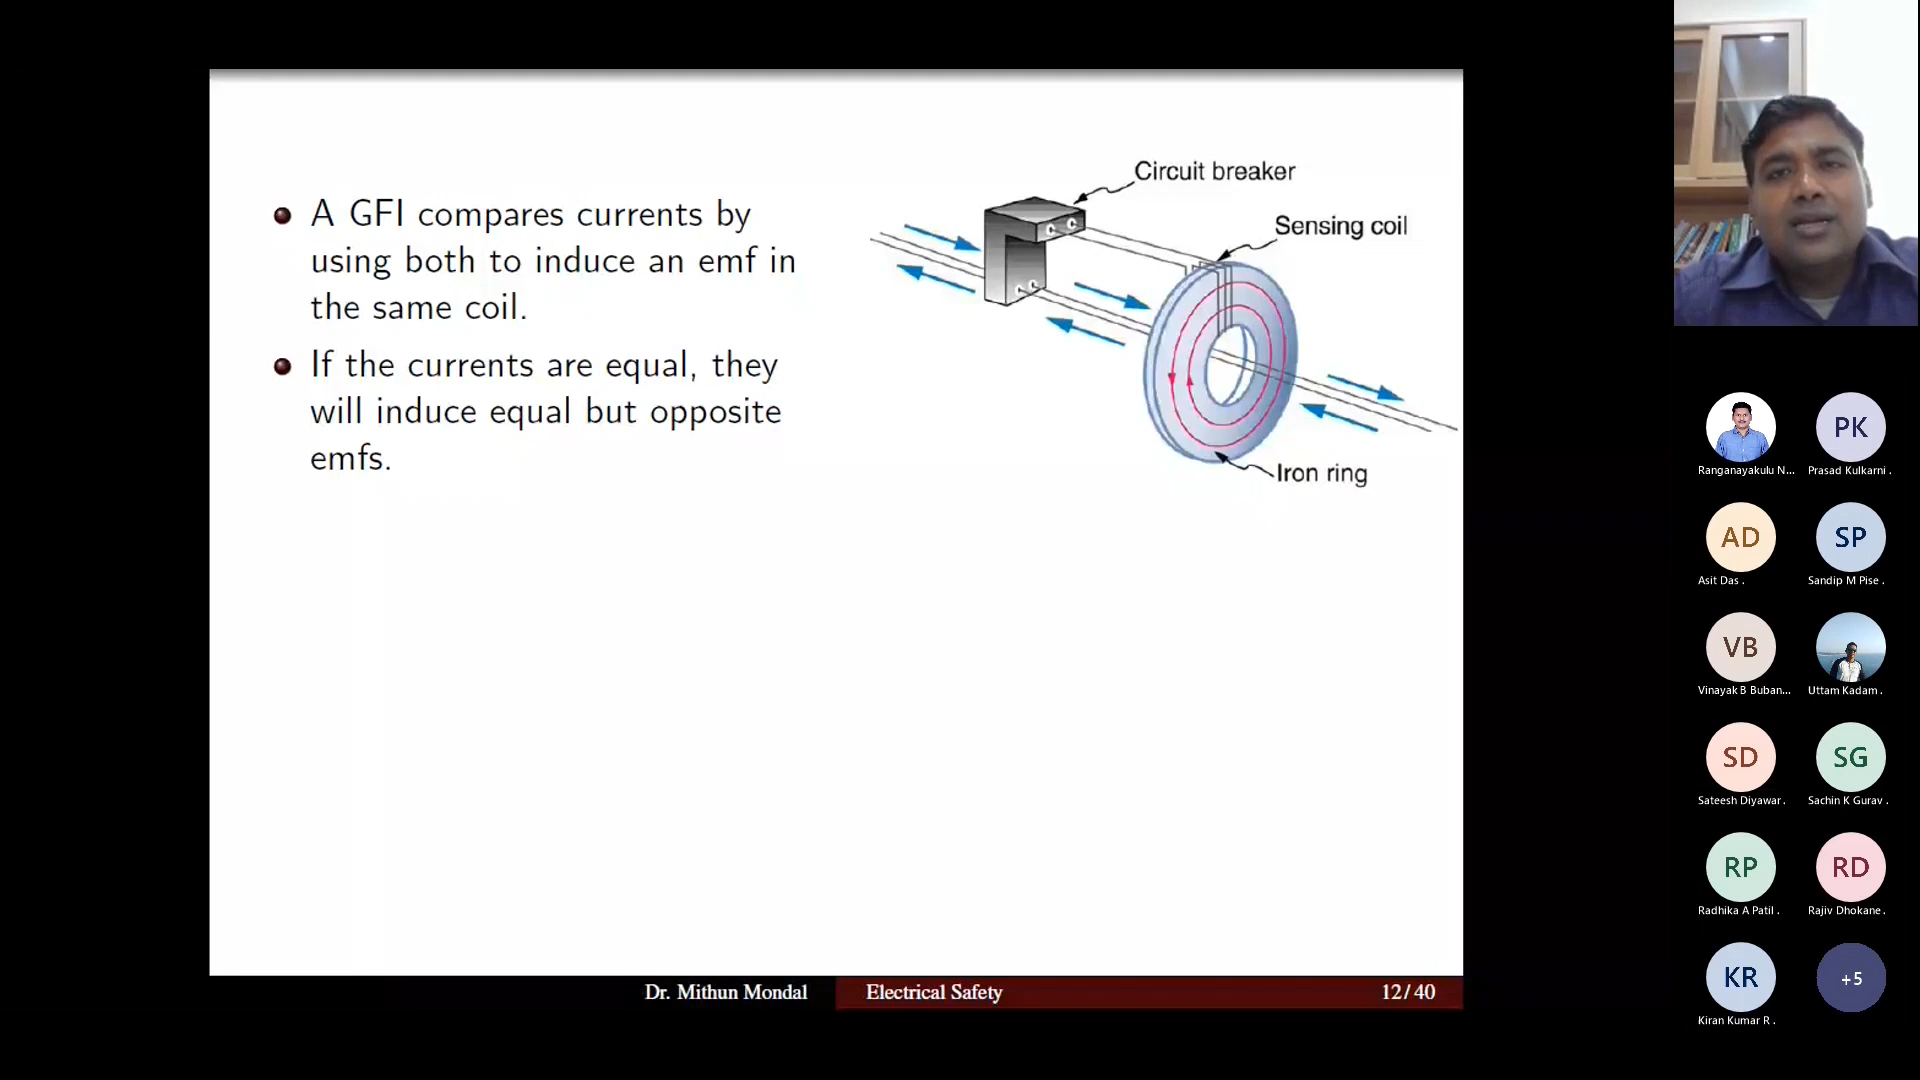 A GFI compares currents by
using both to induce an emf in
the same coil.
If the currents are equal, they
will induce equal but opposite
emfs.
Circuit breaker
Sensing coil
Iron ring
Dr. Mithun Mondal
Electrical Safety
12/40
Ranganayakulu N...
PK
Prasad Kulkarni .
AD
Asit Das .
SP
Sandip M Pise .
VB
Vinayak B Buban...
Uttam Kadam .
SD
Sateesh Diyawar .
SG
Sachin K Gurav .
RP
Radhika A Patil .
RD
Rajiv Dhokane .
KR
Kiran Kumar R .
+5